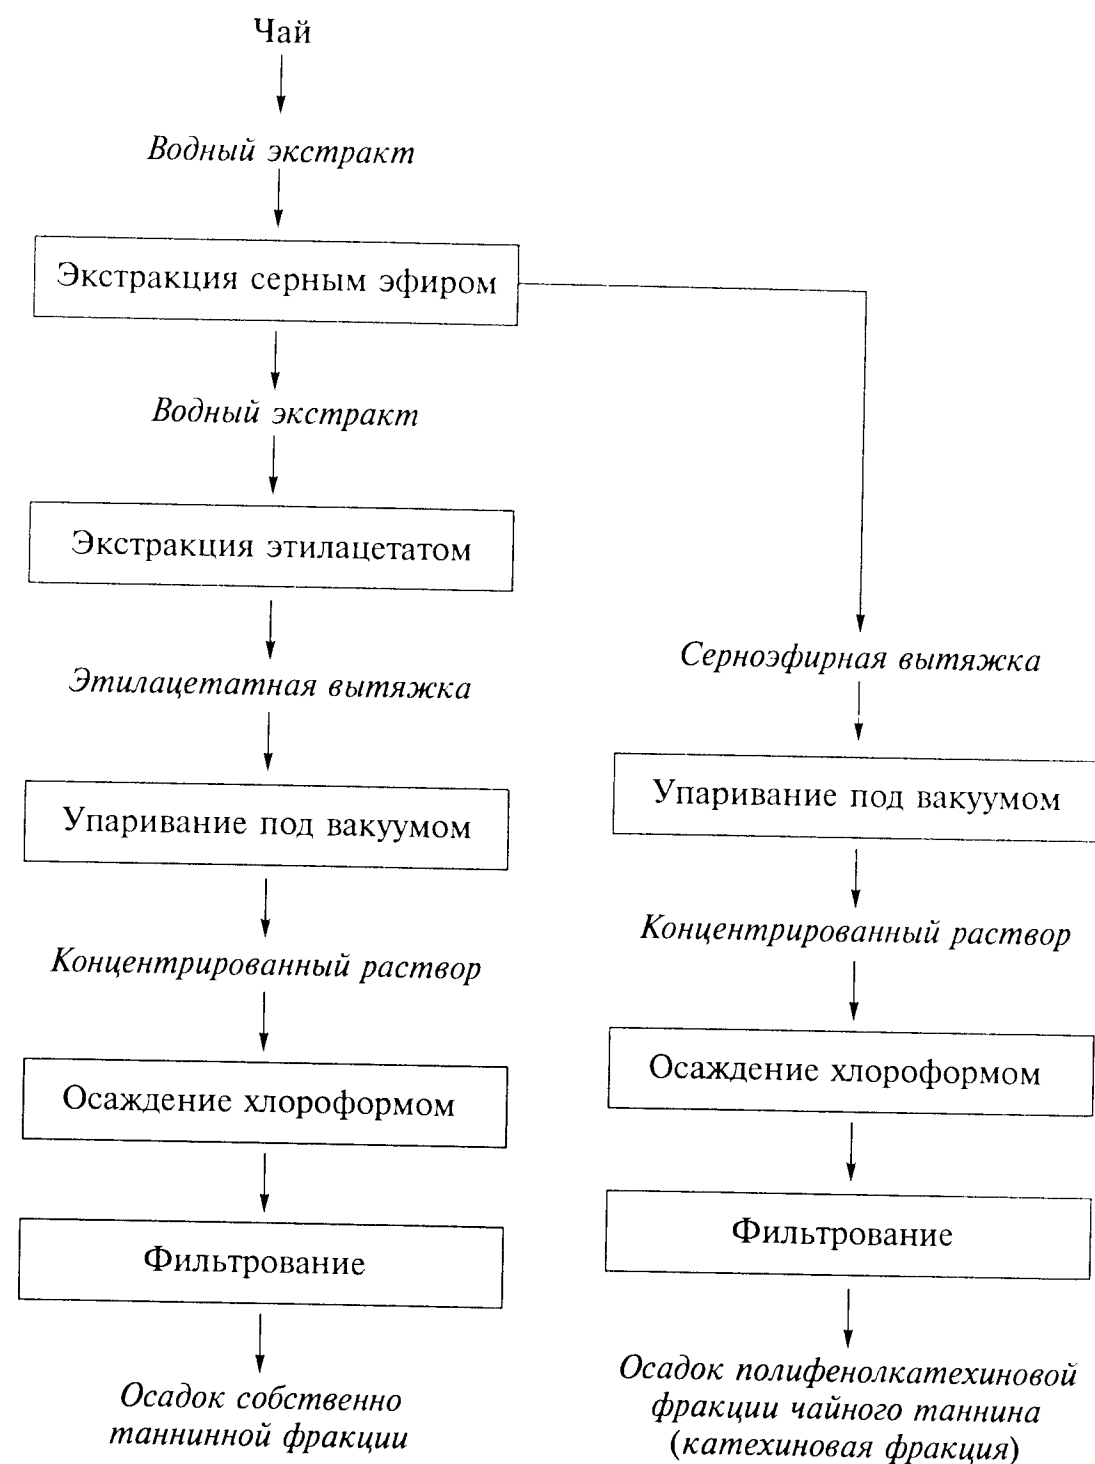 Чай
Водный экстракт
Экстракция серным эфиром
Водный экстракт
Экстракция этилацетатом
Этилацетатная вытяжка
Упаривание под вакуумом
Концентрированный раствор
Осаждение хлороформом
Фильтрование
Осадок собственно
таннинной фракции
Серноэфирная вытяжка
Упаривание под вакуумом
Концентрированный раствор
Осаждение хлороформом
Фильтрование
Осадок полифенолкатехиновой
фракции чайного таннина
(катехиновая фракция)